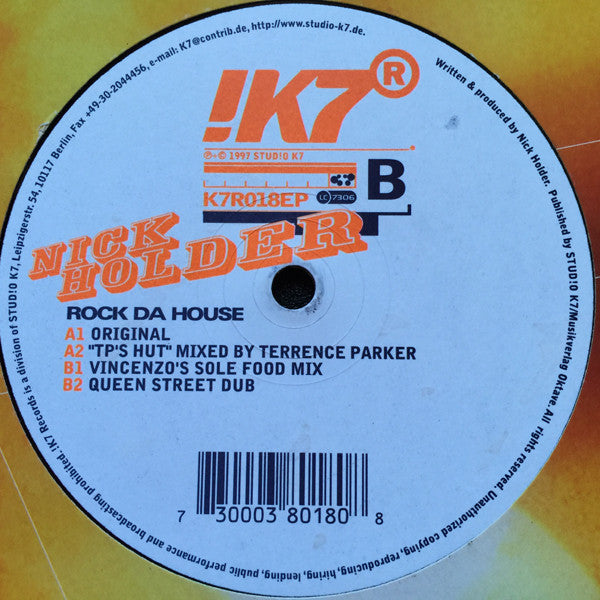 !K7®
℗+© 1997 STUD!O K7
K7R018EP
LC 7306
B
NICK
HOLDER
ROCK DA HOUSE
A1 ORIGINAL
A2 "TP'S HUT" MIXED BY TERRENCE PARKER
B1 VINCENZO'S SOLE FOOD MIX
B2 QUEEN STREET DUB
7 30003 80180 8
Written & produced by Nick Holder. Published by STUD!O K7/Musikverlag Oktave. All rights reserved. Unauthorized copying, reproducing, hiring, lending, public performance and broadcasting prohibited. !K7 Records is a division of STUD!O K7, Leipzigerstr. 54, 10117 Berlin, Fax +49-30-2044456, e-mail: K7@contrib.de, http://www.studio-k7.de.